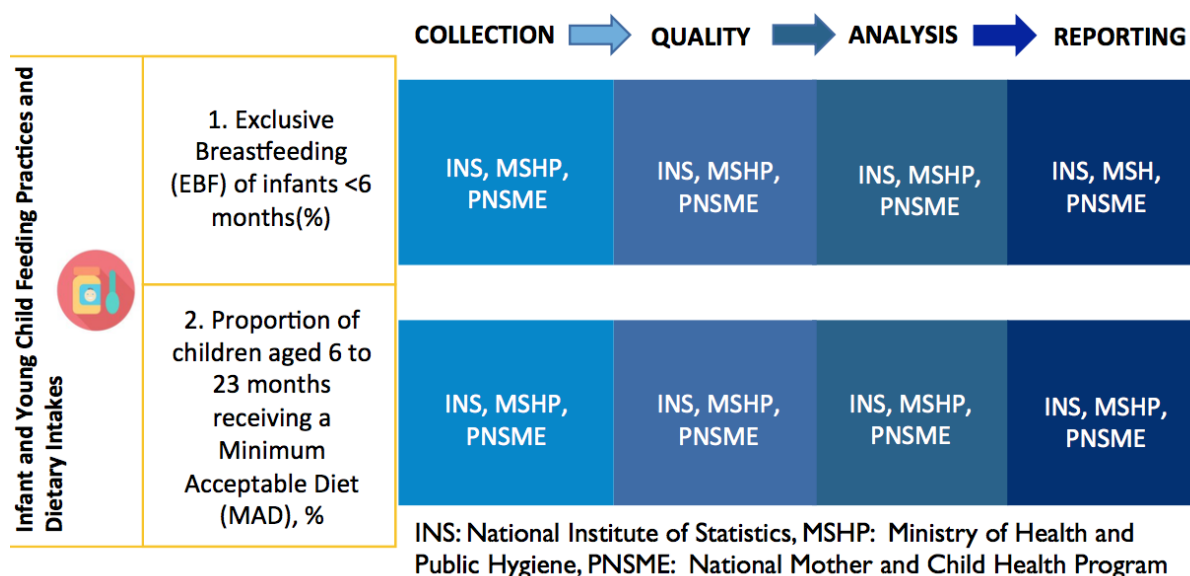 COLLECTION QUALITY ANALYSIS REPORTING
Infant and Young Child Feeding Practices and
Dietary Intakes
1. Exclusive
Breastfeeding
(EBF) of infants <6
months(%)
INS, MSHP,
PNSME
INS, MSHP,
PNSME
INS, MSHP,
PNSME
INS, MSH,
PNSME
2. Proportion of
children aged 6 to
23 months
receiving a
Minimum
Acceptable Diet
(MAD), %
INS, MSHP,
PNSME
INS, MSHP,
PNSME
INS, MSHP,
PNSME
INS, MSHP,
PNSME
INS: National Institute of Statistics, MSHP: Ministry of Health and
Public Hygiene, PNSME: National Mother and Child Health Program